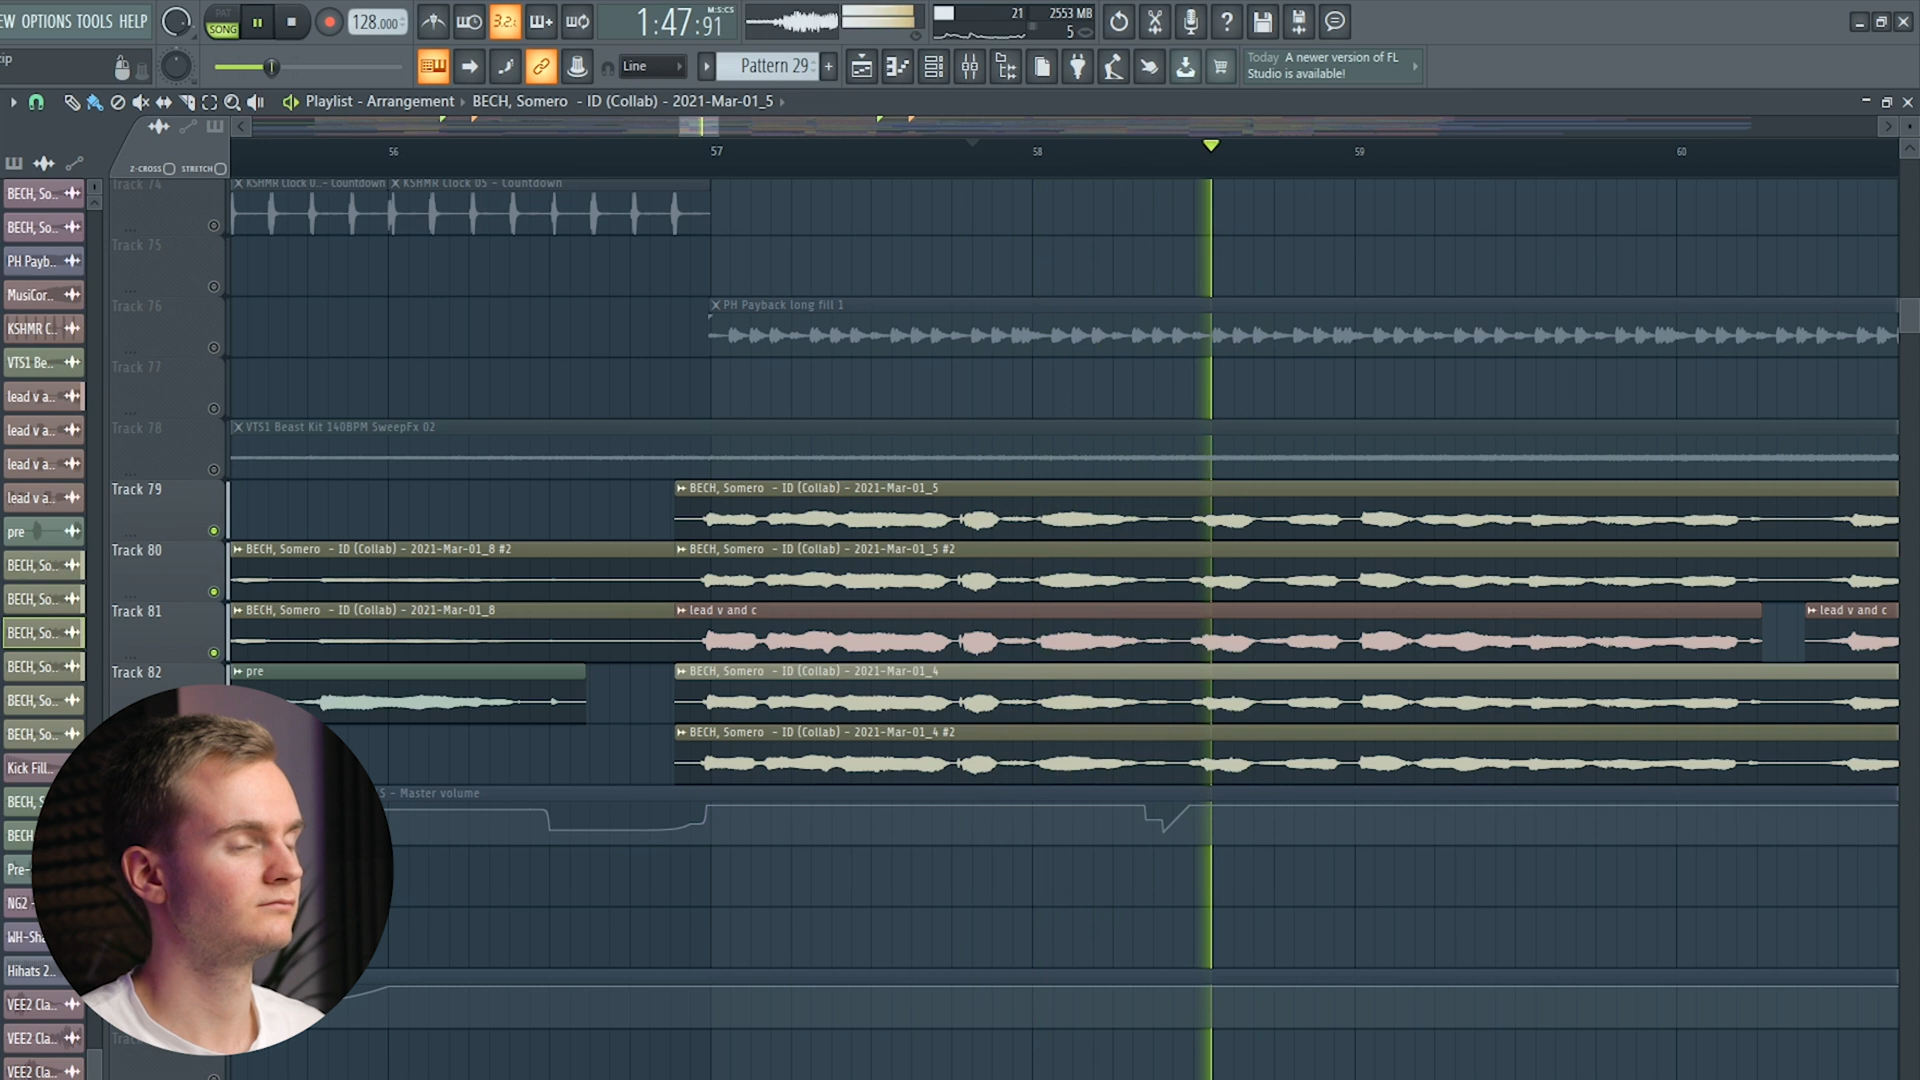 EW OPTIONS TOOLS HELP
PAT
SONG
128.000
3.2.
1:47:91
M:S:CS
21
2553 MB
5
Line
Pattern 29
Today A newer version of FL
Studio is available!
Playlist - Arrangement
BECH, Somero - ID (Collab) - 2021-Mar-01_5
Z-CROSS
STRETCH
56
57
58
59
60
BECH, So..
BECH, So..
PH Payb..
MusiCor..
KSHMR C..
VTS1 Be..
lead v a..
lead v a..
lead v a..
lead v a..
pre
BECH, So..
BECH, So..
BECH, So..
BECH, So..
BECH, So..
BECH, So..
Kick Fill..
BECH, S
BECH
Pre-
NG2 -
WH-Sha
Hihats 2..
VEE2 Cla..
VEE2 Cla..
VEE2 Cla..
Track 74
KSHMR Clock 0..- Countdown
KSHMR Clock 05 - Countdown
Track 75
Track 76
PH Payback long fill 1
Track 77
Track 78
VTS1 Beast Kit 140BPM SweepFx 02
Track 79
BECH, Somero - ID (Collab) - 2021-Mar-01_5
Track 80
BECH, Somero - ID (Collab) - 2021-Mar-01_8 #2
BECH, Somero - ID (Collab) - 2021-Mar-01_5 #2
Track 81
BECH, Somero - ID (Collab) - 2021-Mar-01_8
lead v and c
lead v and c
Track 82
pre
BECH, Somero - ID (Collab) - 2021-Mar-01_4
BECH, Somero - ID (Collab) - 2021-Mar-01_4 #2
S - Master volume